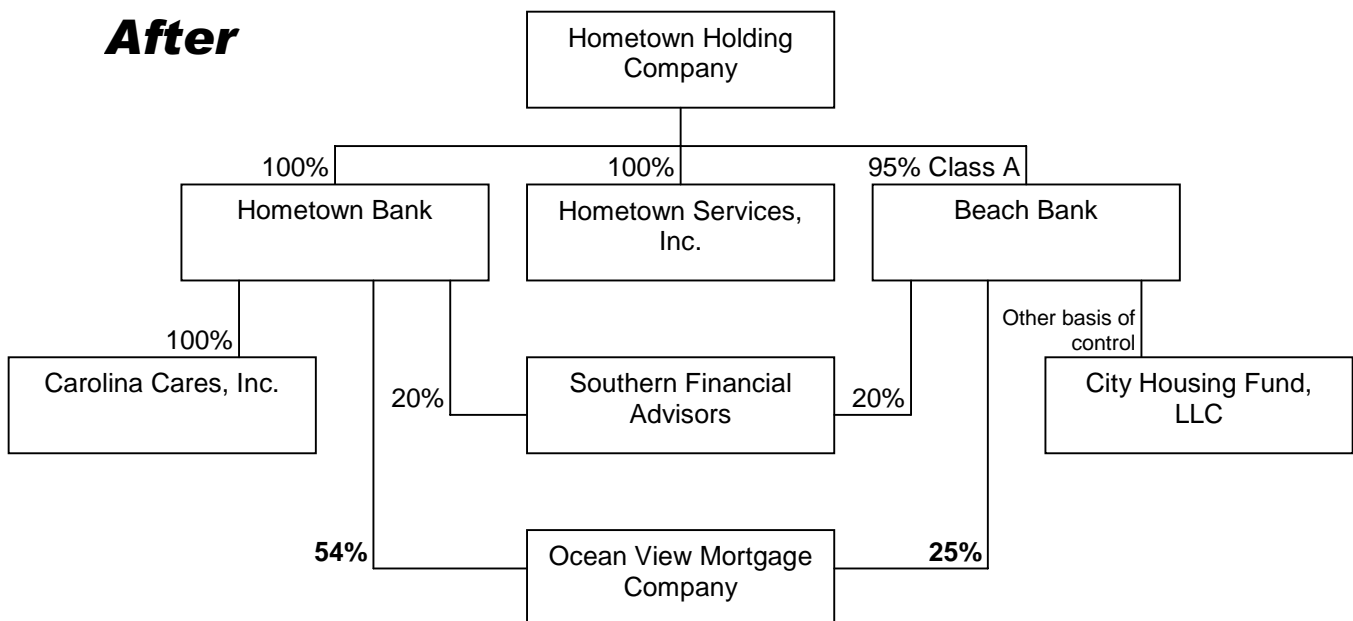 After
Hometown Holding
Company
100%
100%
95% Class A
Hometown Bank
Hometown Services,
Inc.
Beach Bank
100%
Other basis of
control
Carolina Cares, Inc.
20%
Southern Financial
Advisors
20%
City Housing Fund,
LLC
54%
Ocean View Mortgage
Company
25%